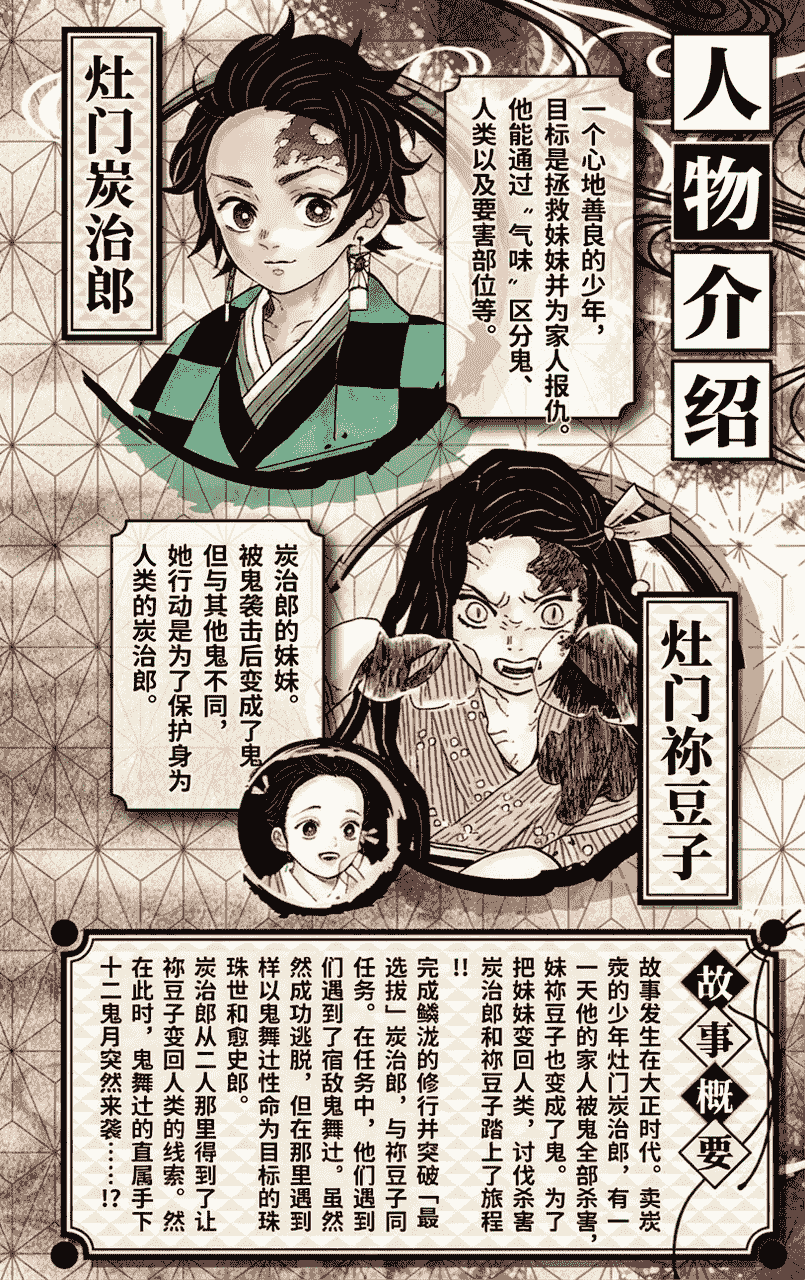 人物介绍
灶门炭治郎
一个心地善良的少年，
目标是拯救妹妹并为家人报仇。
他能通过〝气味〞区分鬼、
人类以及要害部位等。
灶门祢豆子
炭治郎的妹妹。
被鬼袭击后变成了鬼，
但与其他鬼不同，
她行动是为了保护身为
人类的炭治郎。
故事概要
故事发生在大正时代。卖炭
炭的少年灶门炭治郎，有一
一天他的家人被鬼全部杀害，
妹祢豆子也变成了鬼。为了
把妹妹变回人类，讨伐杀害
炭治郎和祢豆子踏上了旅程
!!
完成鳞泷的修行并突破「最
选拔」炭治郎，与祢豆子同
任务。在任务中，他们遇到
们遇到了宿敌鬼舞辻。虽然
然成功逃脱，但在那里遇到
样以鬼舞辻性命为目标的珠
珠世和愈史郎。
炭治郎从二人那里得到了让
祢豆子变回人类的线索。然
在此时，鬼舞辻的直属手下
十二鬼月突然来袭……!?